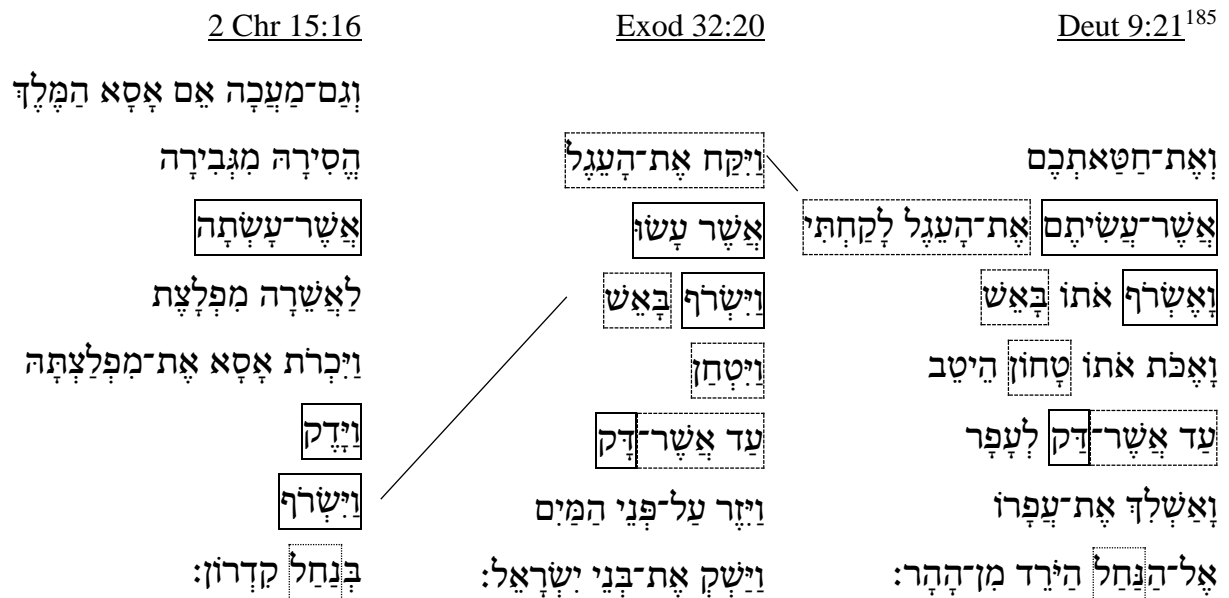 2 Chr 15:16
וְגַם־מַעֲכָה אֵם אָסָא הַמֶּלֶךְ
הֱסִירָהּ מִגְּבִירָה
אֲשֶׁר־עָשְׂתָה
לַאֲשֵׁרָה מִפְלָצֶת
וַיִּכְרֹת אָסָא אֶת־מִפְלַצְתָּהּ
וַיָּדֶק
וַיִּשְׂרֹף
בְּנַחַל קִדְרוֹן׃
Exod 32:20
וַיִּקַּח אֶת־הָעֵגֶל
אֲשֶׁר עָשׂוּ
וַיִּשְׂרֹף בָּאֵשׁ
וַיִּטְחַן
עַד אֲשֶׁר־דָּק
וַיִּזֶר עַל־פְּנֵי הַמַּיִם
וַיַּשְׁקְ אֶת־בְּנֵי יִשְׂרָאֵל׃
Deut 9:21185
וְאֶת־חַטַּאתְכֶם
אֲשֶׁר־עֲשִׂיתֶם אֶת־הָעֵגֶל לָקַחְתִּי
וָאֶשְׂרֹף אֹתוֹ בָּאֵשׁ
וָאֶכֹּת אֹתוֹ טָחוֹן הֵיטֵב
עַד אֲשֶׁר־דַּק לְעָפָר
וָאַשְׁלִךְ אֶת־עֲפָרוֹ
אֶל־הַנַּחַל הַיֹּרֵד מִן־הָהָר׃